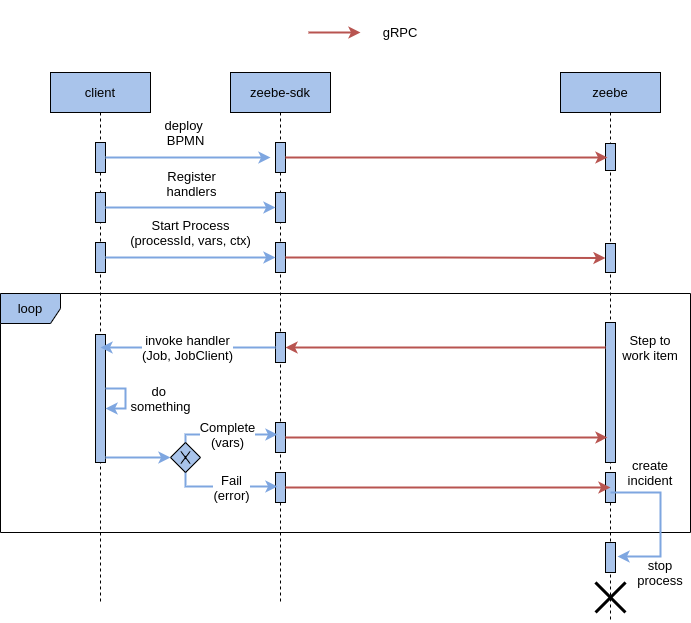 gRPC
client
zeebe-sdk
zeebe
deploy
BPMN
Register
handlers
Start Process
(processId, vars, ctx)
loop
invoke handler
(Job, JobClient)
Step to
work item
do
something
Complete
(vars)
X
Fail
(error)
create
incident
stop
process